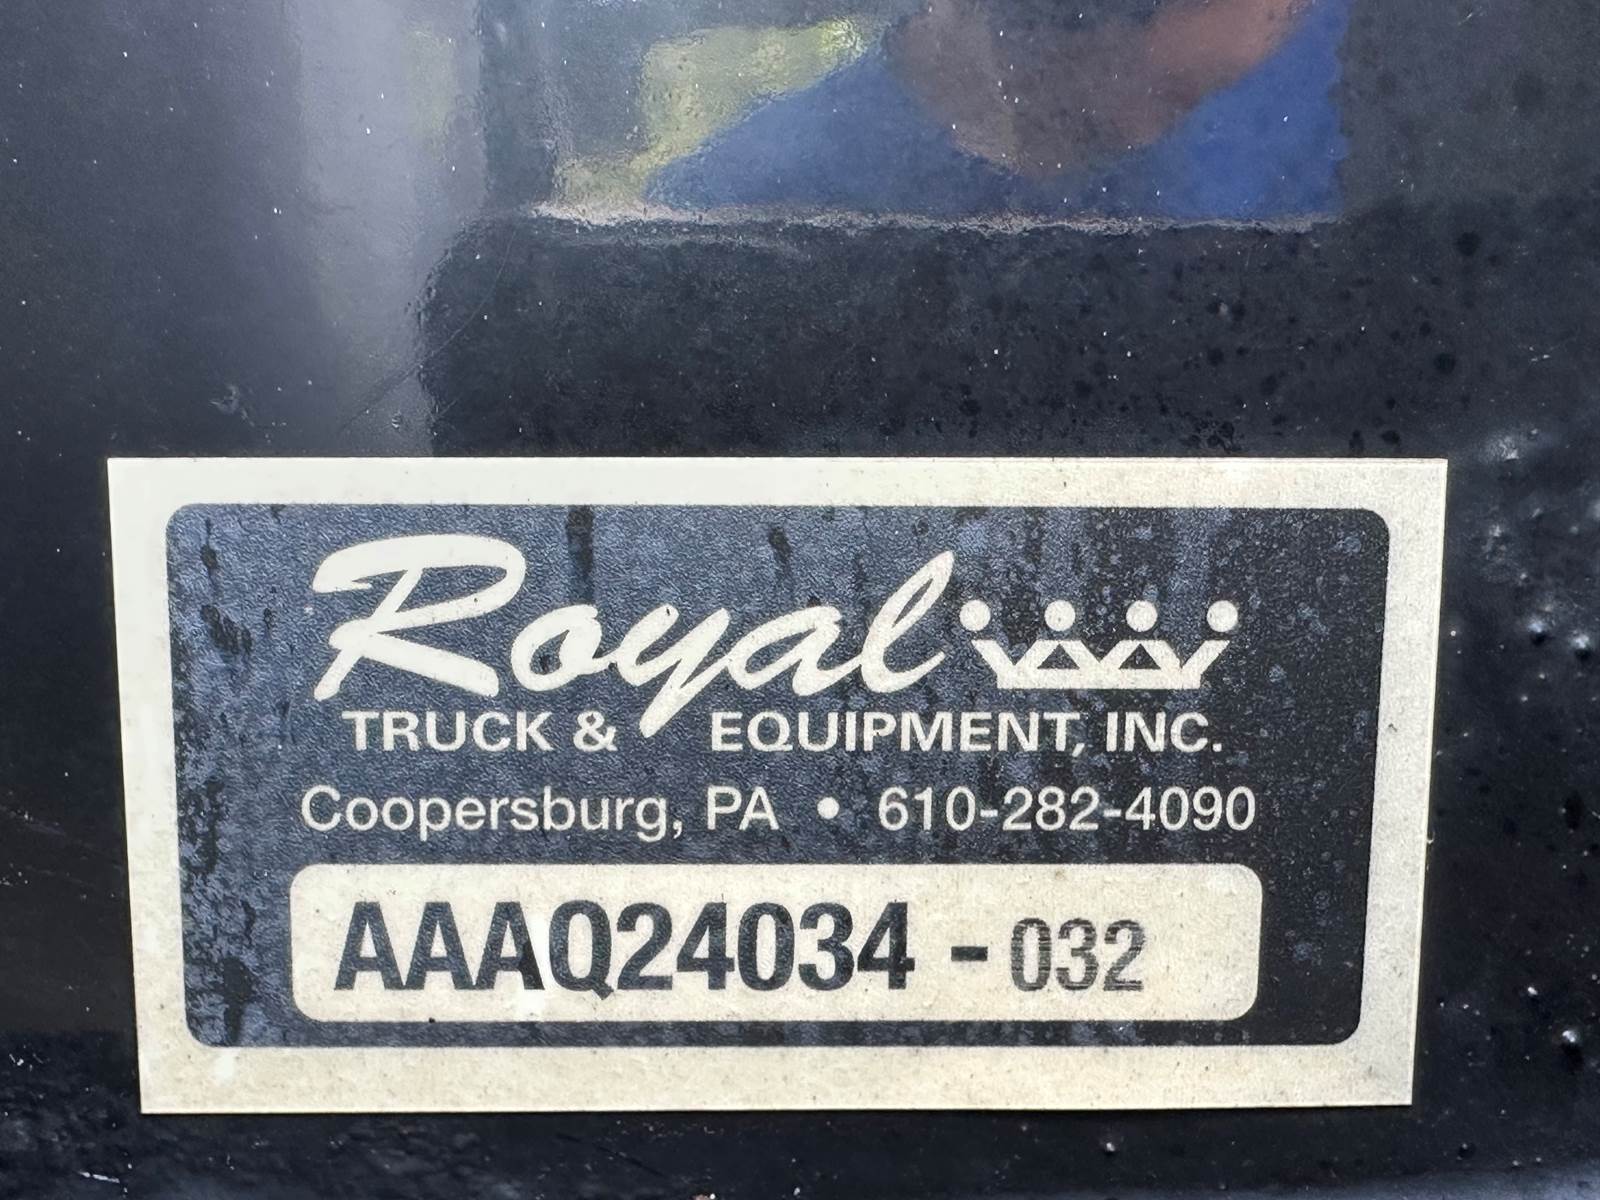 Royal
TRUCK & EQUIPMENT, INC.
Coopersburg, PA • 610-282-4090
AAAQ24034 - 032